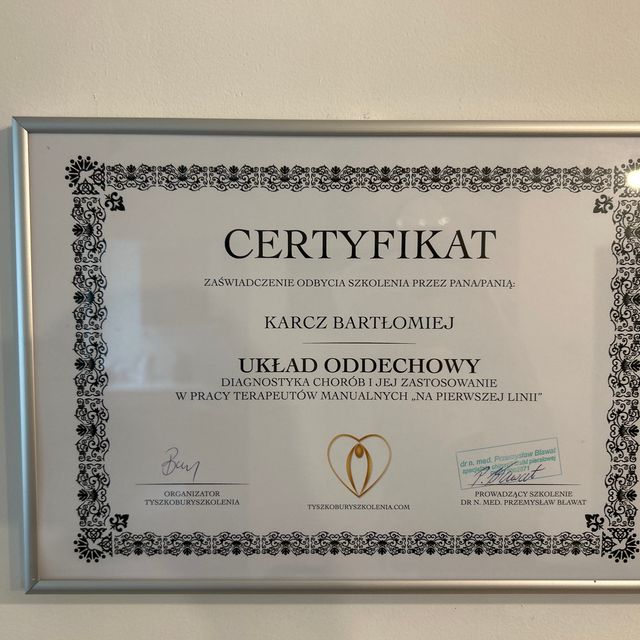 CERTYFIKAT
ZAŚWIADCZENIE ODBYCIA SZKOLENIA PRZEZ PANA/PANIĄ:
KARCZ BARTŁOMIEJ
UKŁAD ODDECHOWY
DIAGNOSTYKA CHORÓB I JEJ ZASTOSOWANIE
W PRACY TERAPEUTÓW MANUALNYCH „NA PIERWSZEJ LINII”
dr n. med. Przemysław Bławat
ORGANIZATOR
TYSZKOBURYSZKOLENIA
TYSZKOBURYSZKOLENIA.COM
PROWADZĄCY SZKOLENIE
DR N. MED. PRZEMYSŁAW BŁAWAT